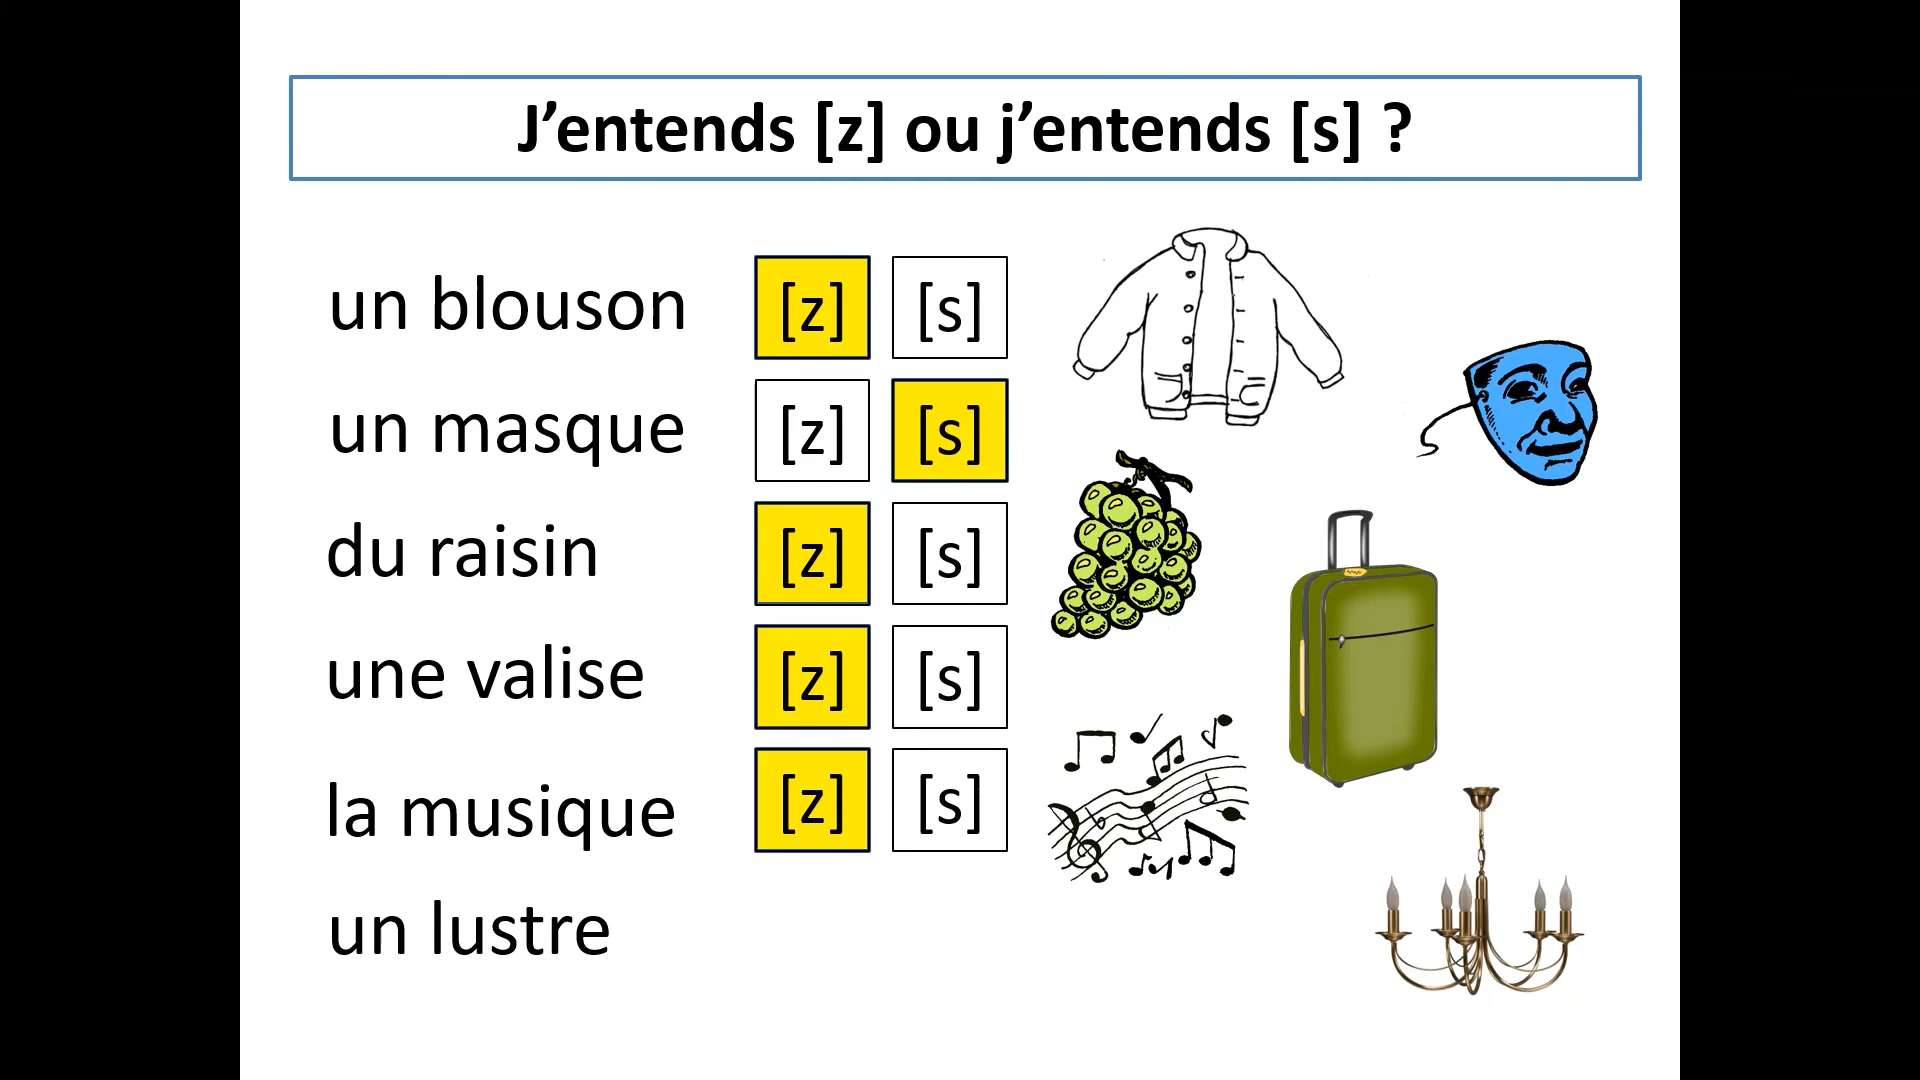 J’entends [z] ou j’entends [s] ?
un blouson [z] [s]
un masque [z] [s]
du raisin [z] [s]
une valise [z] [s]
la musique [z] [s]
un lustre